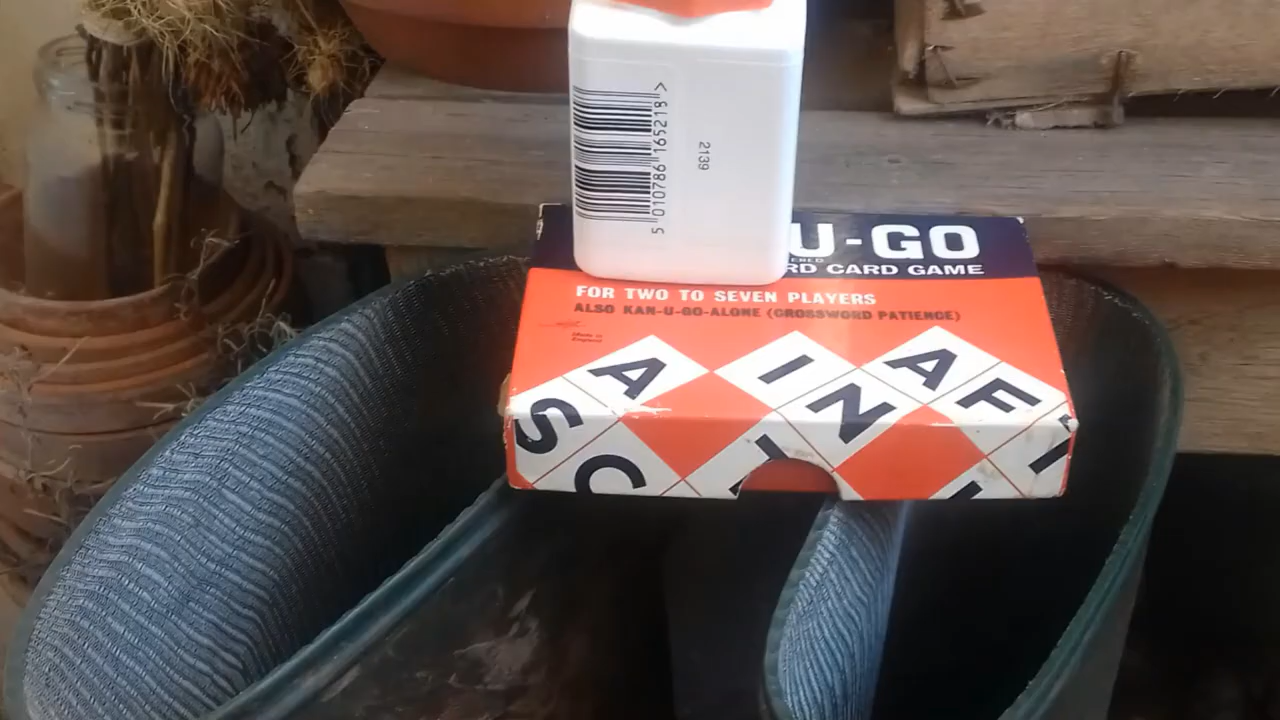 5 010786 165218 >
2139
U-GO
ERED
RD CARD GAME
FOR TWO TO SEVEN PLAYERS
ALSO KAN-U-GO-ALONE (CROSSWORD PATIENCE)
Made in
England
A
I
A
S
N
F
C